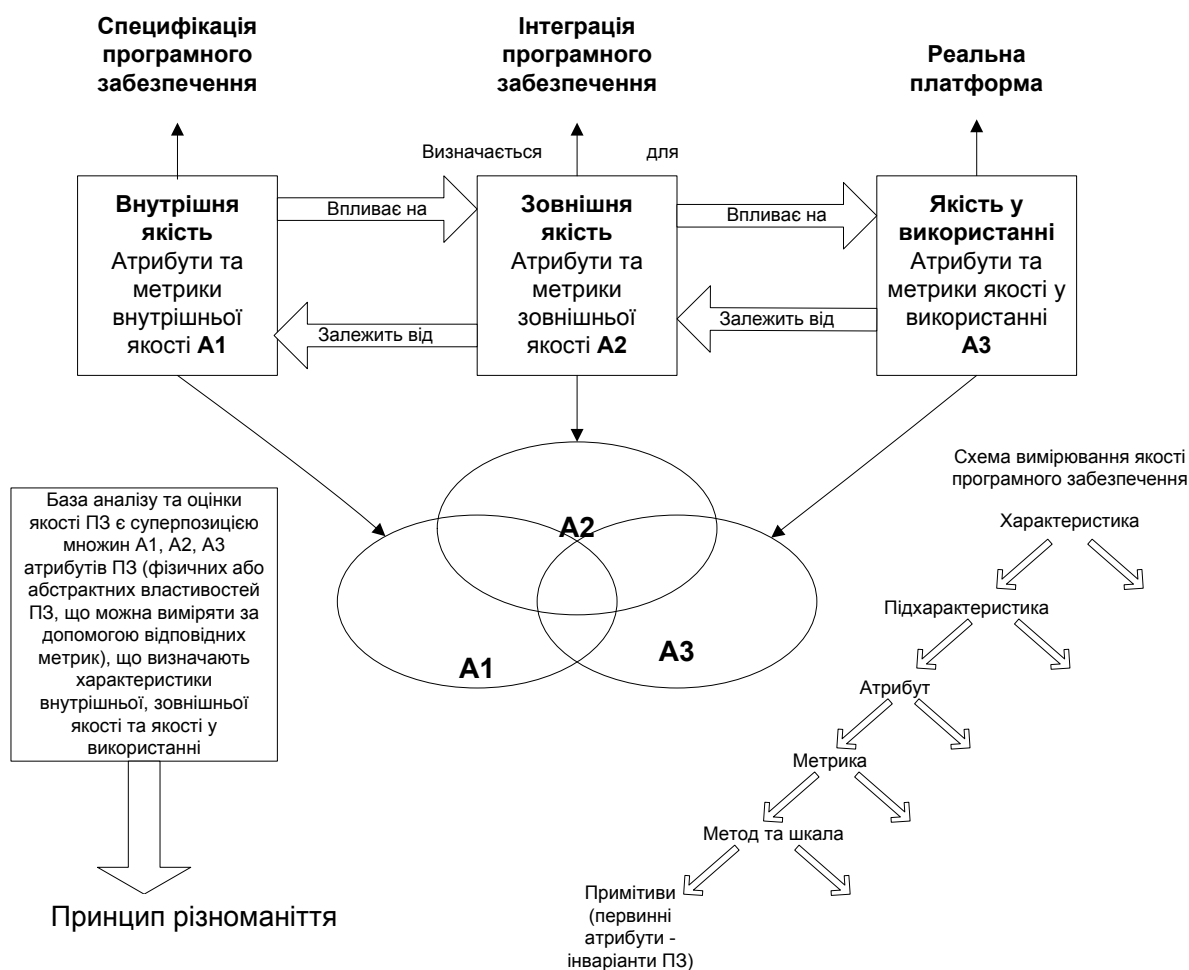 Специфікація
програмного
забезпечення
Інтеграція
програмного
забезпечення
Реальна
платформа
Визначається для
Внутрішня
якість
Атрибути та
метрики
внутрішньої
якості А1
Впливає на
Залежить від
Зовнішня
якість
Атрибути та
метрики
зовнішньої
якості А2
Впливає на
Залежить від
Якість у
використанні
Атрибути та
метрики якості у
використанні
А3
База аналізу та оцінки
якості ПЗ є суперпозицією
множин А1, А2, А3
атрибутів ПЗ (фізичних або
абстрактних властивостей
ПЗ, що можна виміряти за
допомогою відповідних
метрик), що визначають
характеристики
внутрішньої, зовнішньої
якості та якості у
використанні
Принцип різноманіття
А2
А1
А3
Схема вимірювання якості
програмного забезпечення
Характеристика
Підхарактеристика
Атрибут
Метрика
Метод та шкала
Примітиви
(первинні
атрибути -
інваріанти ПЗ)